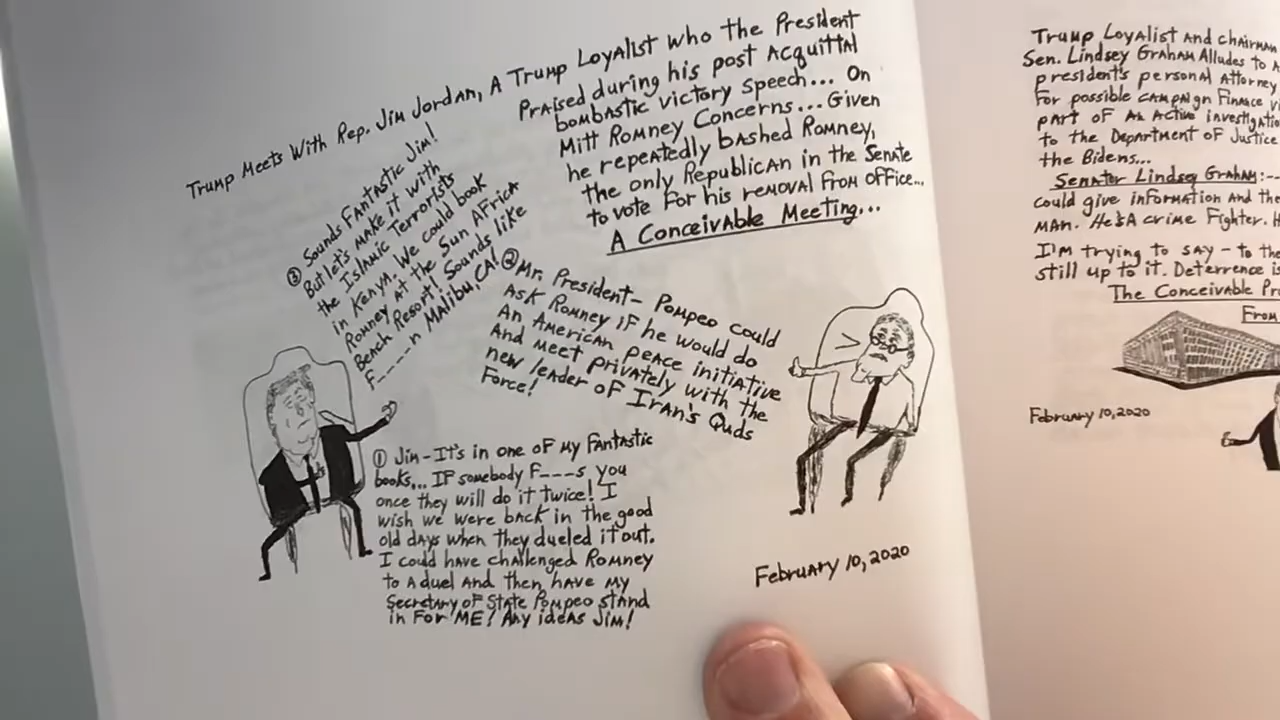 Trump Meets With Rep. Jim Jordan, A Trump Loyalist who the President
Praised during his post Acquittal
bombastic victory speech... On
Mitt Romney Concerns... Given
he repeatedly bashed Romney,
the only Republican in the Senate
to vote for his removal from office...
A Conceivable Meeting...
③ Sounds Fantastic Jim!
But let's make it with
the Islamic Terrorists
in Kenya. We could book
Romney at the Sun Africa
Beach Resort! Sounds like
F----n Malibu, CA!
② Mr. President - Pompeo could
ask Romney if he would do
an American peace initiative
and meet privately with the
new leader of Iran's Quds
Force!
① Jim - It's in one of my fantastic
books... If somebody F---s you
once they will do it twice! I
wish we were back in the good
old days when they dueled it out.
I could have challenged Romney
to a duel and then have my
Secretary of State Pompeo stand
in for ME! Any ideas Jim!
February 10, 2020
Trump Loyalist and chairman
Sen. Lindsey Graham Alludes to
president's personal Attorney
for possible campaign Finance
part of an Active
to the Department of Justice
the Bidens...
Senater Lindsey Graham:--
could give information and the
man. He's A crime Fighter.
I'm trying to say - to the
still up to it. Deterrence is
The Conceivable
From
February 10, 2020